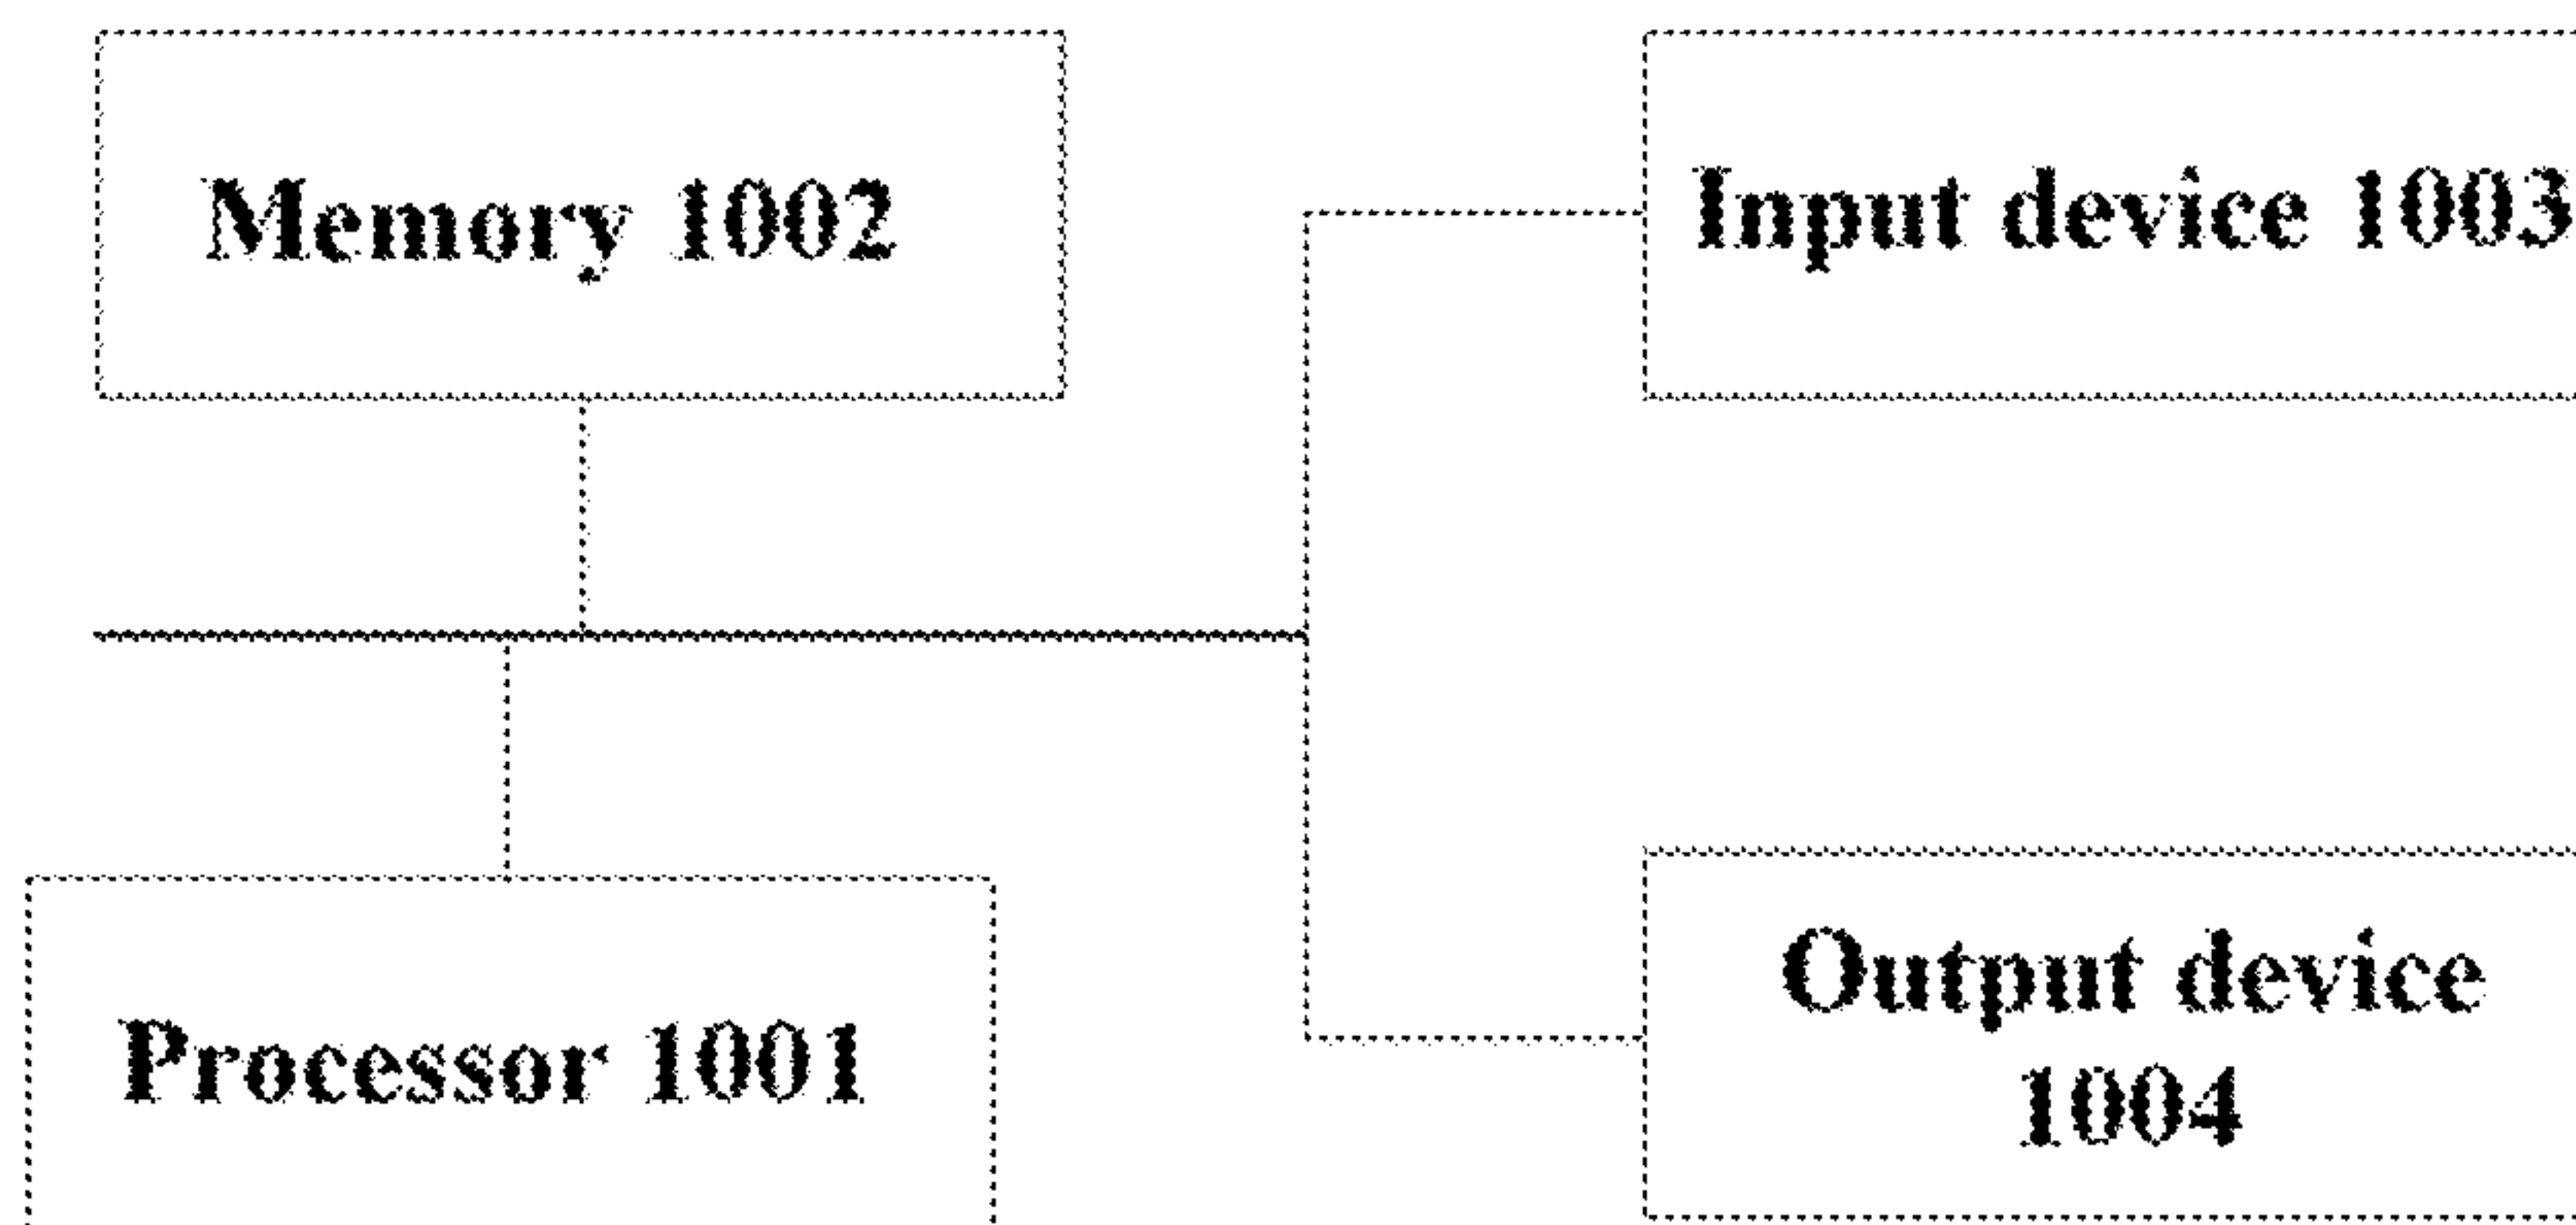 Memory 1002
Input device 1003
Processor 1001
Output device
1004